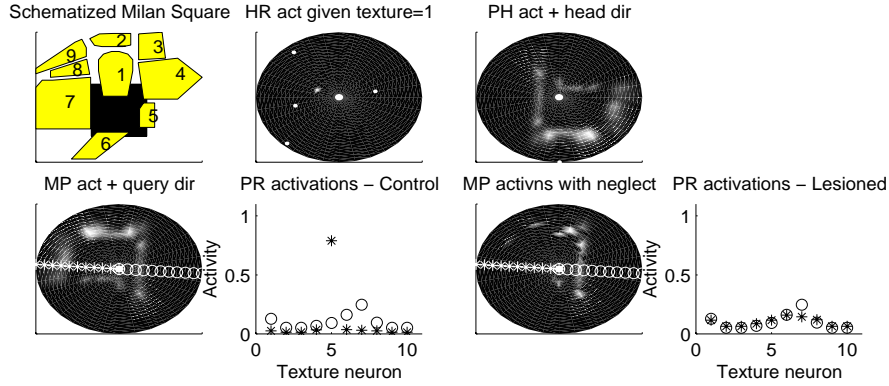 Schematized Milan Square
HR act given texture=1
PH act + head dir
1
2
3
4
5
6
7
8
9
MP act + query dir
PR activations – Control
MP activns with neglect
PR activations – Lesioned
Activity
1
0.5
0
0
5
10
Texture neuron
Activity
1
0.5
0
0
5
10
Texture neuron